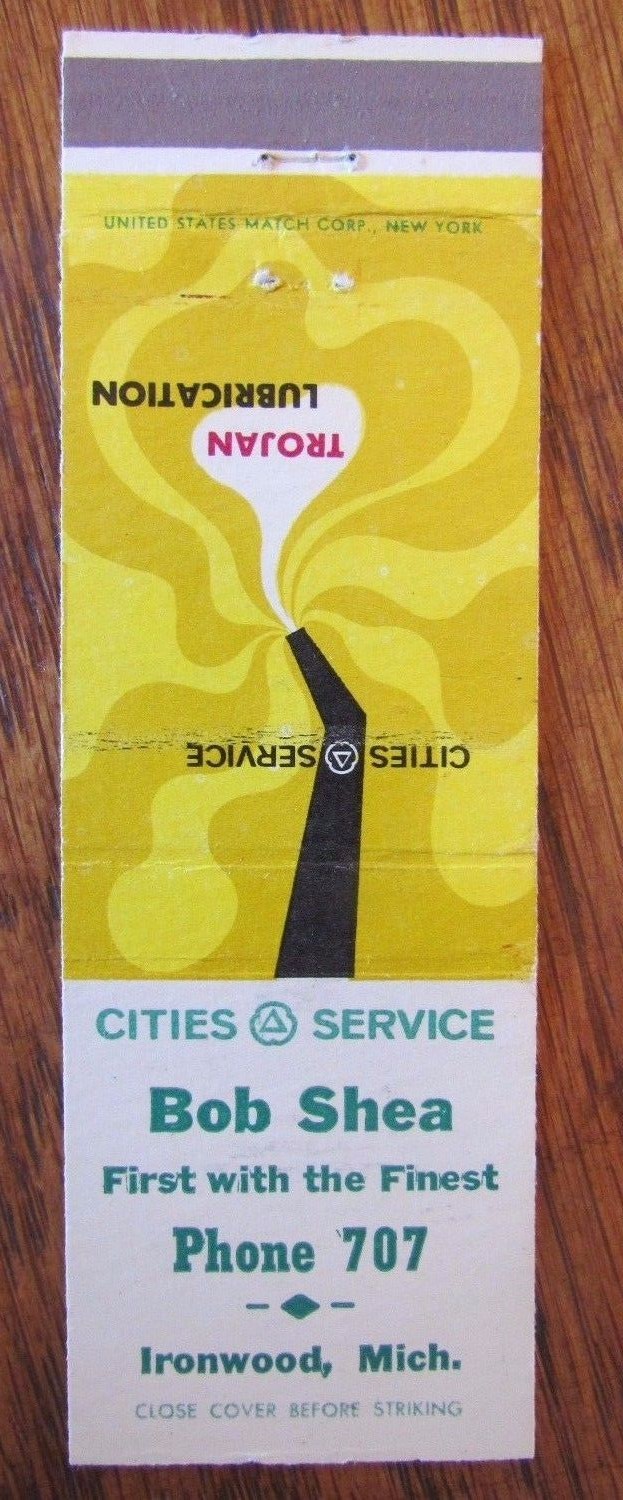 UNITED STATES MATCH CORP., NEW YORK
TROJAN
LUBRICATION
CITIES SERVICE
CITIES SERVICE
Bob Shea
First with the Finest
Phone 707
Ironwood, Mich.
CLOSE COVER BEFORE STRIKING